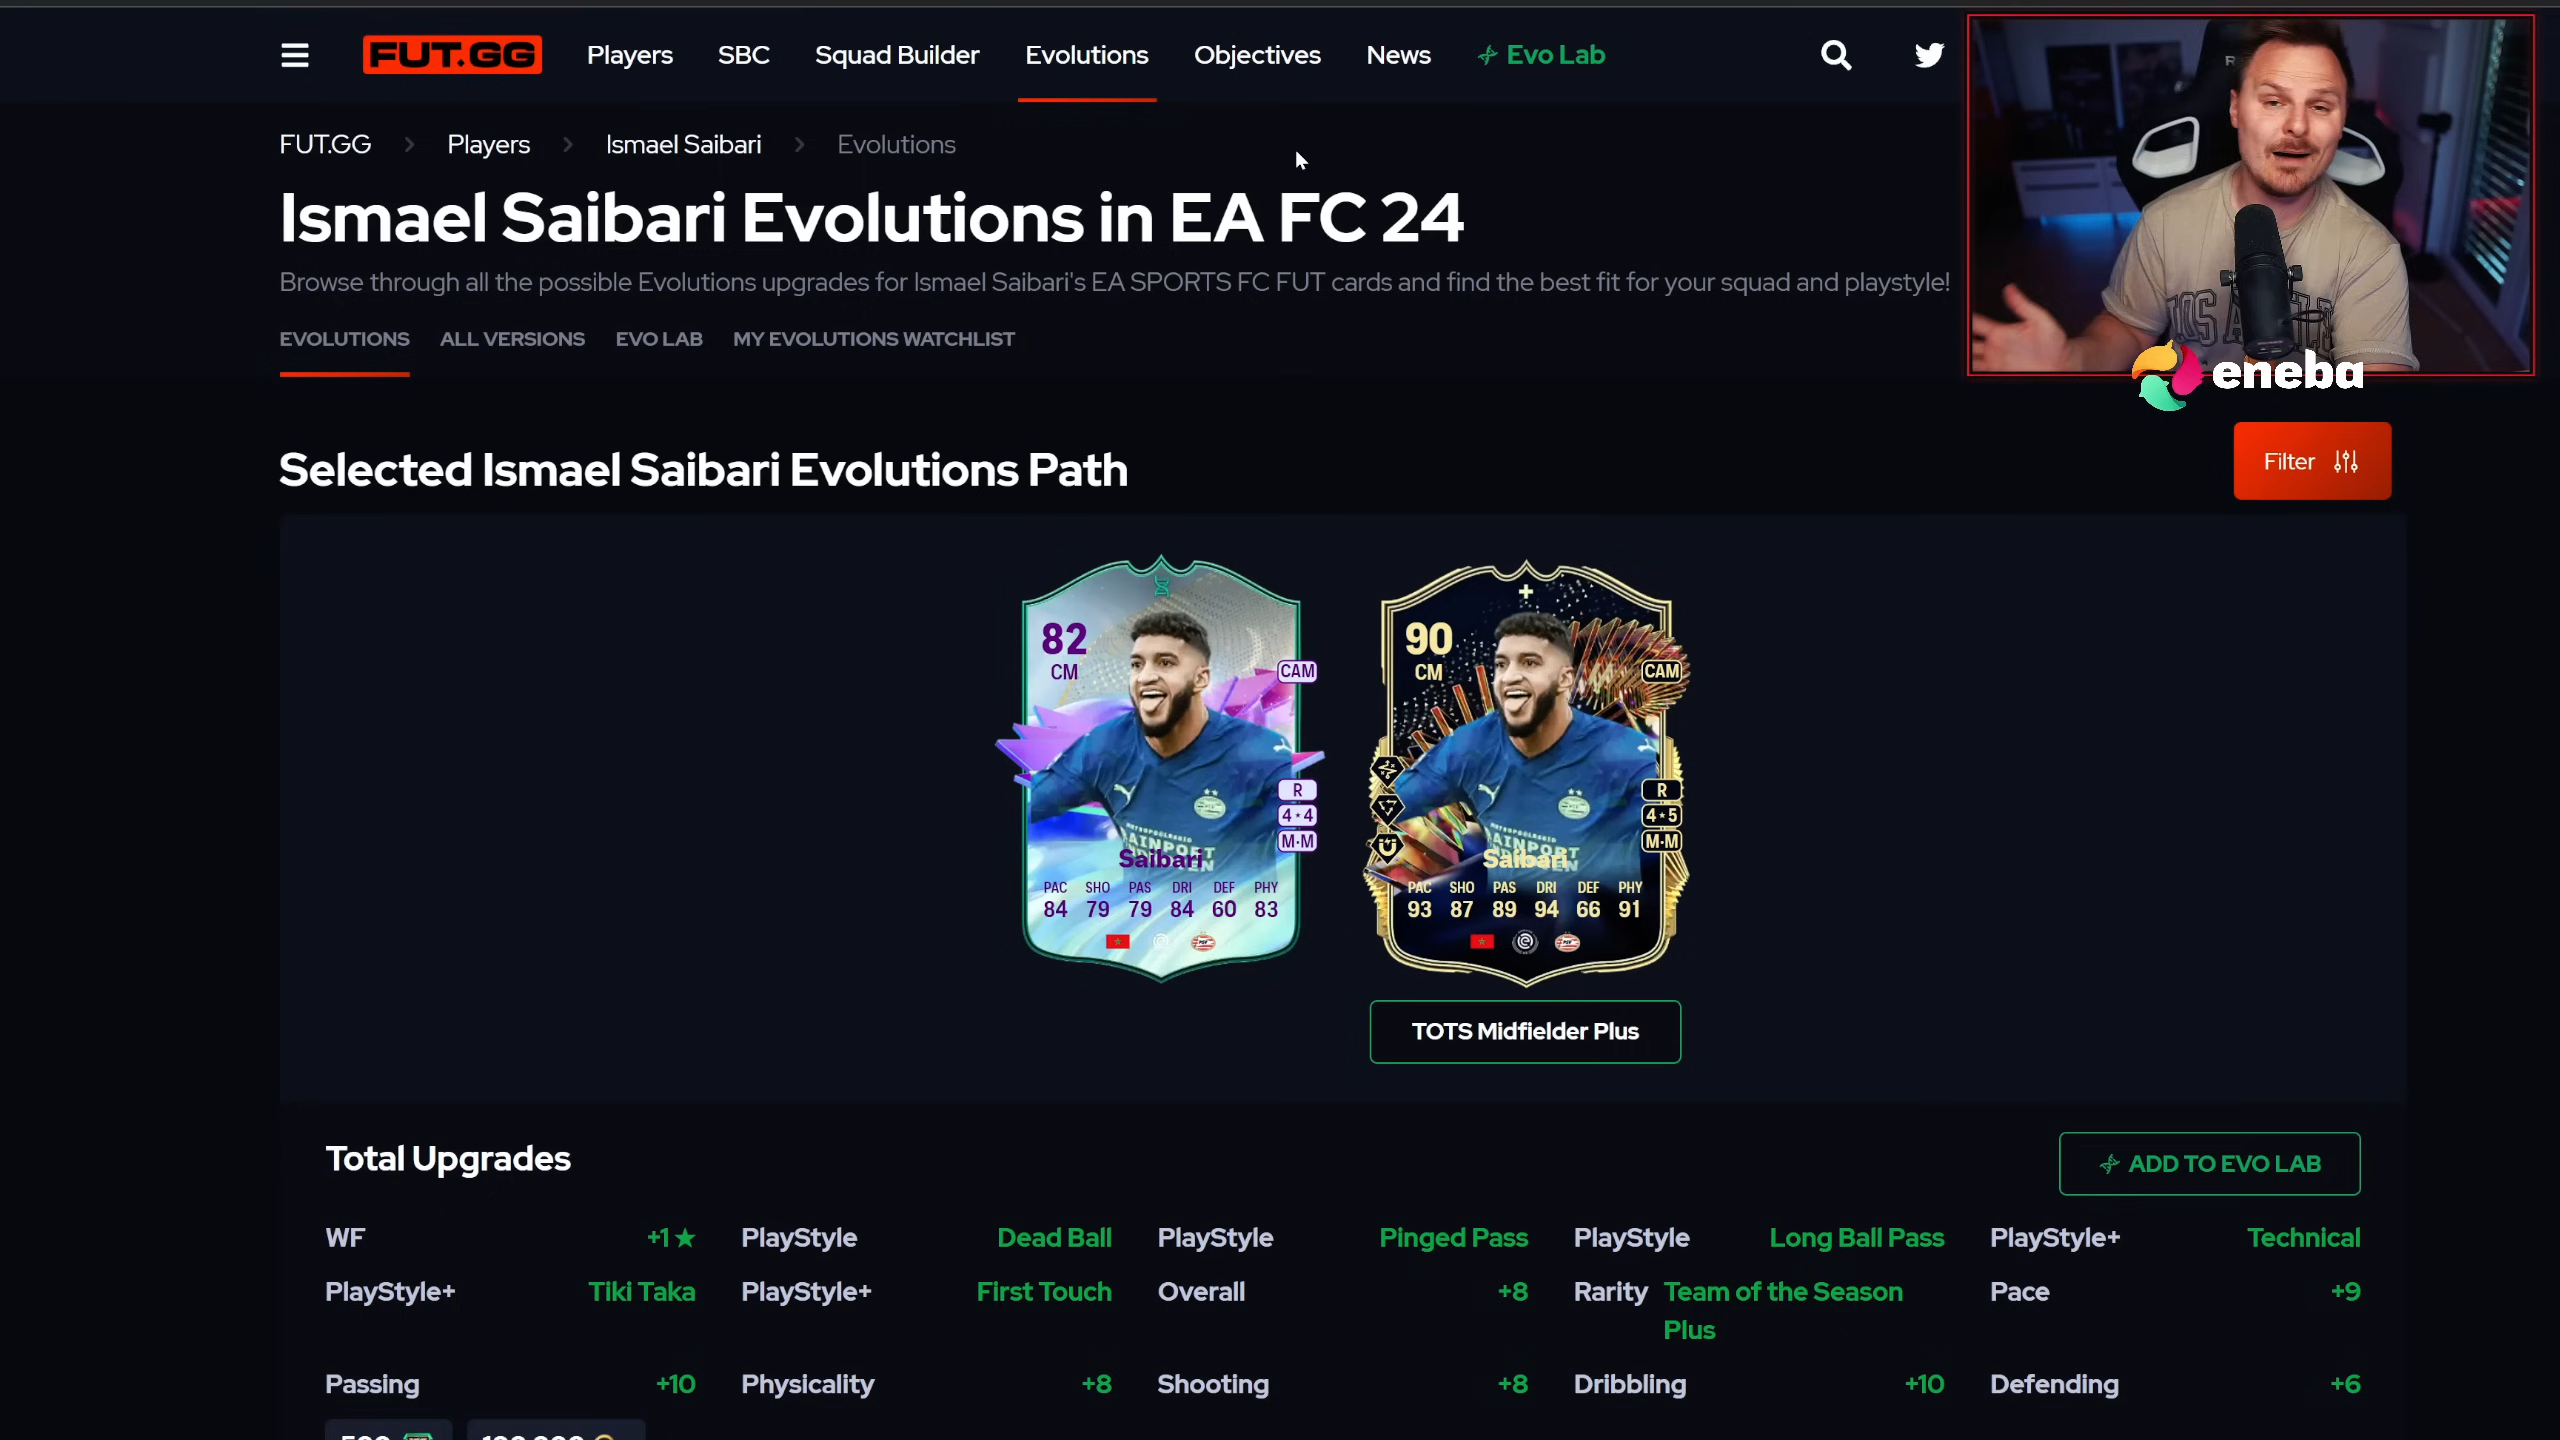 FUT.GG Players SBC Squad Builder Evolutions Objectives News Evo Lab
FUT.GG > Players > Ismael Saibari > Evolutions
Ismael Saibari Evolutions in EA FC 24
Browse through all the possible Evolutions upgrades for Ismael Saibari's EA SPORTS FC FUT cards and find the best fit for your squad and playstyle!
EVOLUTIONS ALL VERSIONS EVO LAB MY EVOLUTIONS WATCHLIST
eneba
Selected Ismael Saibari Evolutions Path
Filter
82
CM
CAM
R
4★4
M·M
Saibari
PAC SHO PAS DRI DEF PHY
84 79 79 84 60 83
90
CM
CAM
R
4★5
M·M
Saibari
PAC SHO PAS DRI DEF PHY
93 87 89 94 66 91
TOTS Midfielder Plus
Total Upgrades
ADD TO EVO LAB
WF +1★ PlayStyle Dead Ball PlayStyle Pinged Pass PlayStyle Long Ball Pass PlayStyle+ Technical
PlayStyle+ Tiki Taka PlayStyle+ First Touch Overall +8 Rarity Team of the Season Pace +9
Plus
Passing +10 Physicality +8 Shooting +8 Dribbling +10 Defending +6